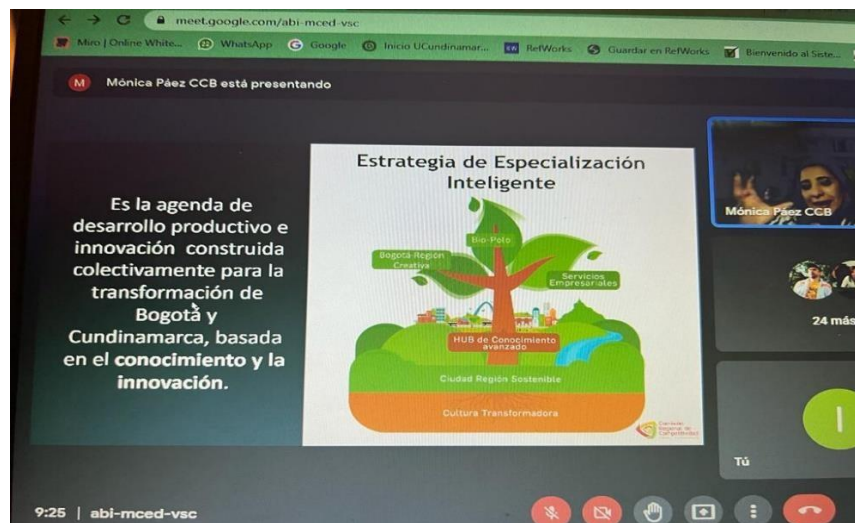 meet.google.com/abi-mced-vsc
Miro | Online White...
WhatsApp
Google
Inicio UCundinamar...
RefWorks
Guardar en RefWorks
Bienvenido al Siste...
M
Mónica Páez CCB está presentando
Es la agenda de
desarrollo productivo e
innovación construida
colectivamente para la
transformación de
Bogotá y
Cundinamarca, basada
en el conocimiento y la
innovación.
Estrategia de Especialización
Inteligente
Bio-Polo
Bogotá-Región
Creativa
Servicios
Empresariales
HUB de Conocimiento
avanzado
Ciudad Región Sostenible
Cultura Transformadora
Comisión
Regional de
Competitividad
Mónica Páez CCB
24 más
I
Tú
9:25 | abi-mced-vsc